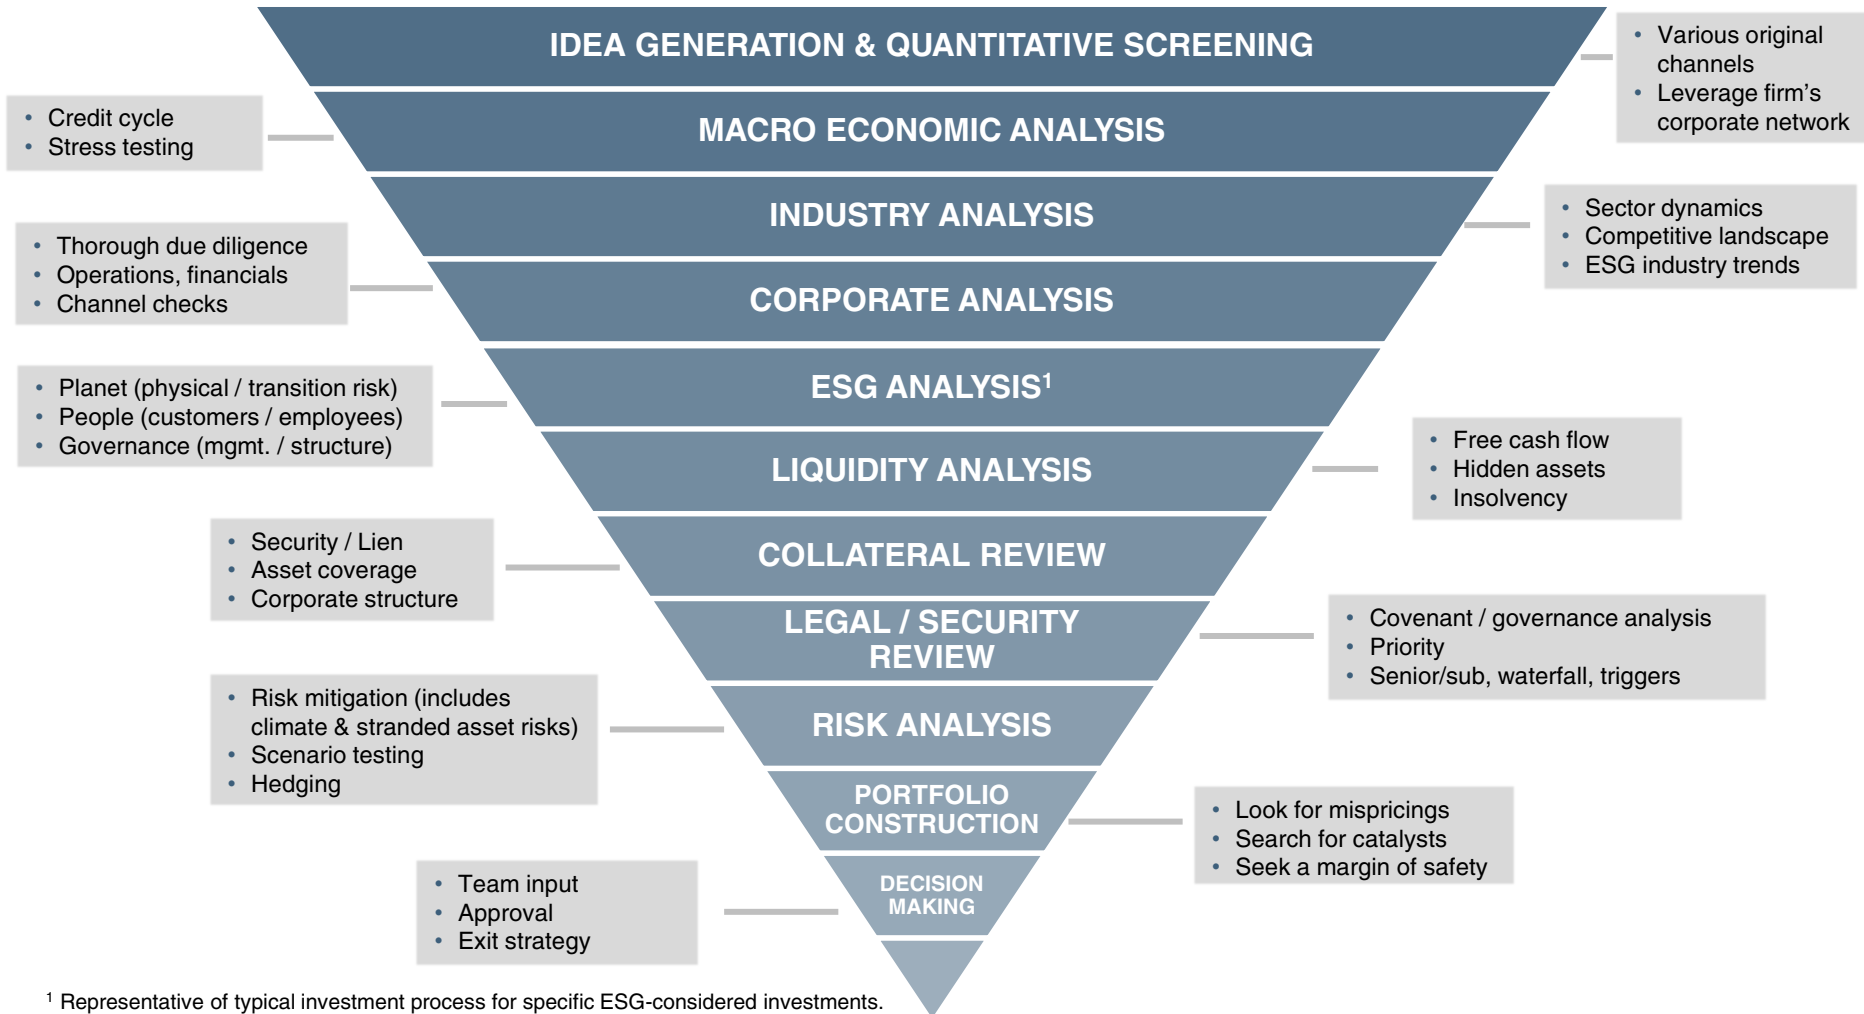 IDEA GENERATION & QUANTITATIVE SCREENING
• Various original
channels
• Leverage firm's
corporate network
MACRO ECONOMIC ANALYSIS
• Credit cycle
• Stress testing
INDUSTRY ANALYSIS
• Sector dynamics
• Competitive landscape
• ESG industry trends
CORPORATE ANALYSIS
• Thorough due diligence
• Operations, financials
• Channel checks
ESG ANALYSIS¹
• Planet (physical / transition risk)
• People (customers / employees)
• Governance (mgmt. / structure)
LIQUIDITY ANALYSIS
• Free cash flow
• Hidden assets
• Insolvency
COLLATERAL REVIEW
• Security / Lien
• Asset coverage
• Corporate structure
LEGAL / SECURITY
REVIEW
• Covenant / governance analysis
• Priority
• Senior/sub, waterfall, triggers
RISK ANALYSIS
• Risk mitigation (includes
climate & stranded asset risks)
• Scenario testing
• Hedging
PORTFOLIO
CONSTRUCTION
• Look for mispricings
• Search for catalysts
• Seek a margin of safety
DECISION
MAKING
• Team input
• Approval
• Exit strategy
¹ Representative of typical investment process for specific ESG-considered investments.